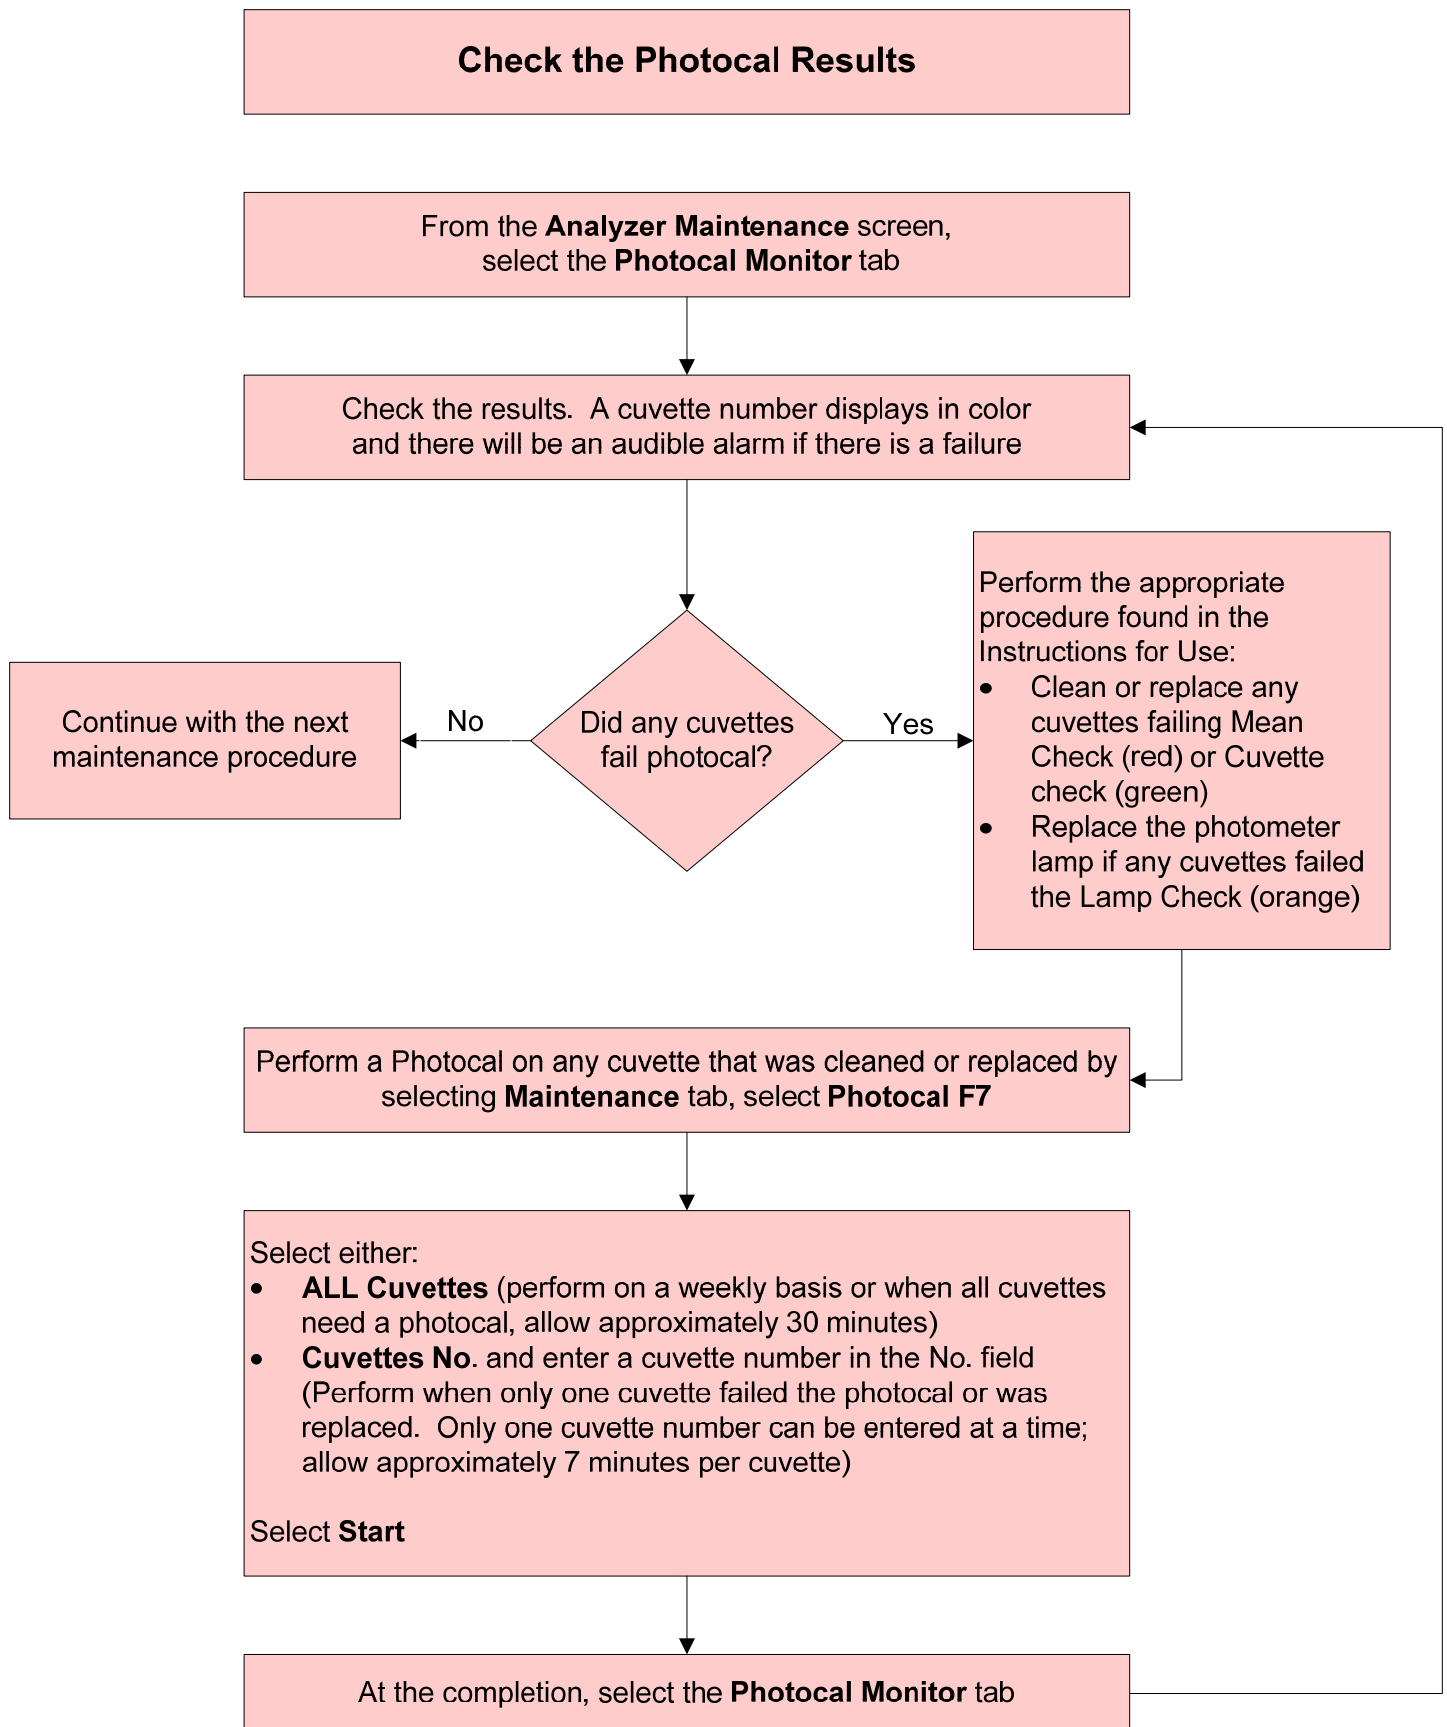 Check the Photocal Results
From the Analyzer Maintenance screen,
select the Photocal Monitor tab
Check the results.  A cuvette number displays in color
and there will be an audible alarm if there is a failure
Did any cuvettes
fail photocal?
No
Continue with the next
maintenance procedure
Yes
Perform the appropriate
procedure found in the
Instructions for Use:
• Clean or replace any
cuvettes failing Mean
Check (red) or Cuvette
check (green)
• Replace the photometer
lamp if any cuvettes failed
the Lamp Check (orange)
Perform a Photocal on any cuvette that was cleaned or replaced by
selecting Maintenance tab, select Photocal F7
Select either:
• ALL Cuvettes (perform on a weekly basis or when all cuvettes
need a photocal, allow approximately 30 minutes)
• Cuvettes No. and enter a cuvette number in the No. field
(Perform when only one cuvette failed the photocal or was
replaced.  Only one cuvette number can be entered at a time;
allow approximately 7 minutes per cuvette)
Select Start
At the completion, select the Photocal Monitor tab